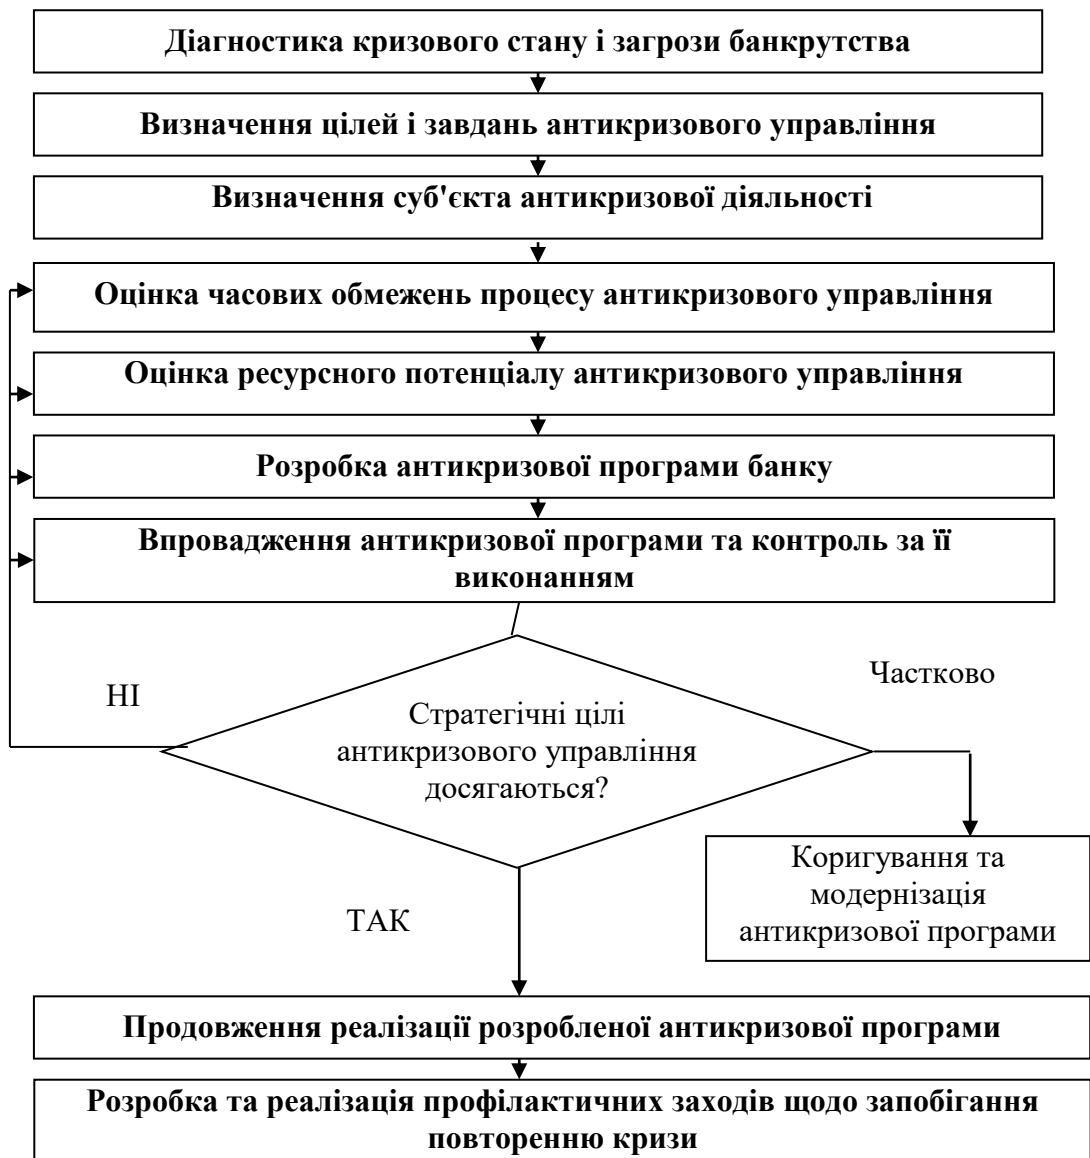 Діагностика кризового стану і загрози банкрутства
Визначення цілей і завдань антикризового управління
Визначення суб'єкта антикризової діяльності
Оцінка часових обмежень процесу антикризового управління
Оцінка ресурсного потенціалу антикризового управління
Розробка антикризової програми банку
Впровадження антикризової програми та контроль за її
виконанням
НІ
Частково
Стратегічні цілі
антикризового управління
досягаються?
Коригування та
модернізація
антикризової програми
ТАК
Продовження реалізації розробленої антикризової програми
Розробка та реалізація профілактичних заходів щодо запобігання
повторенню кризи